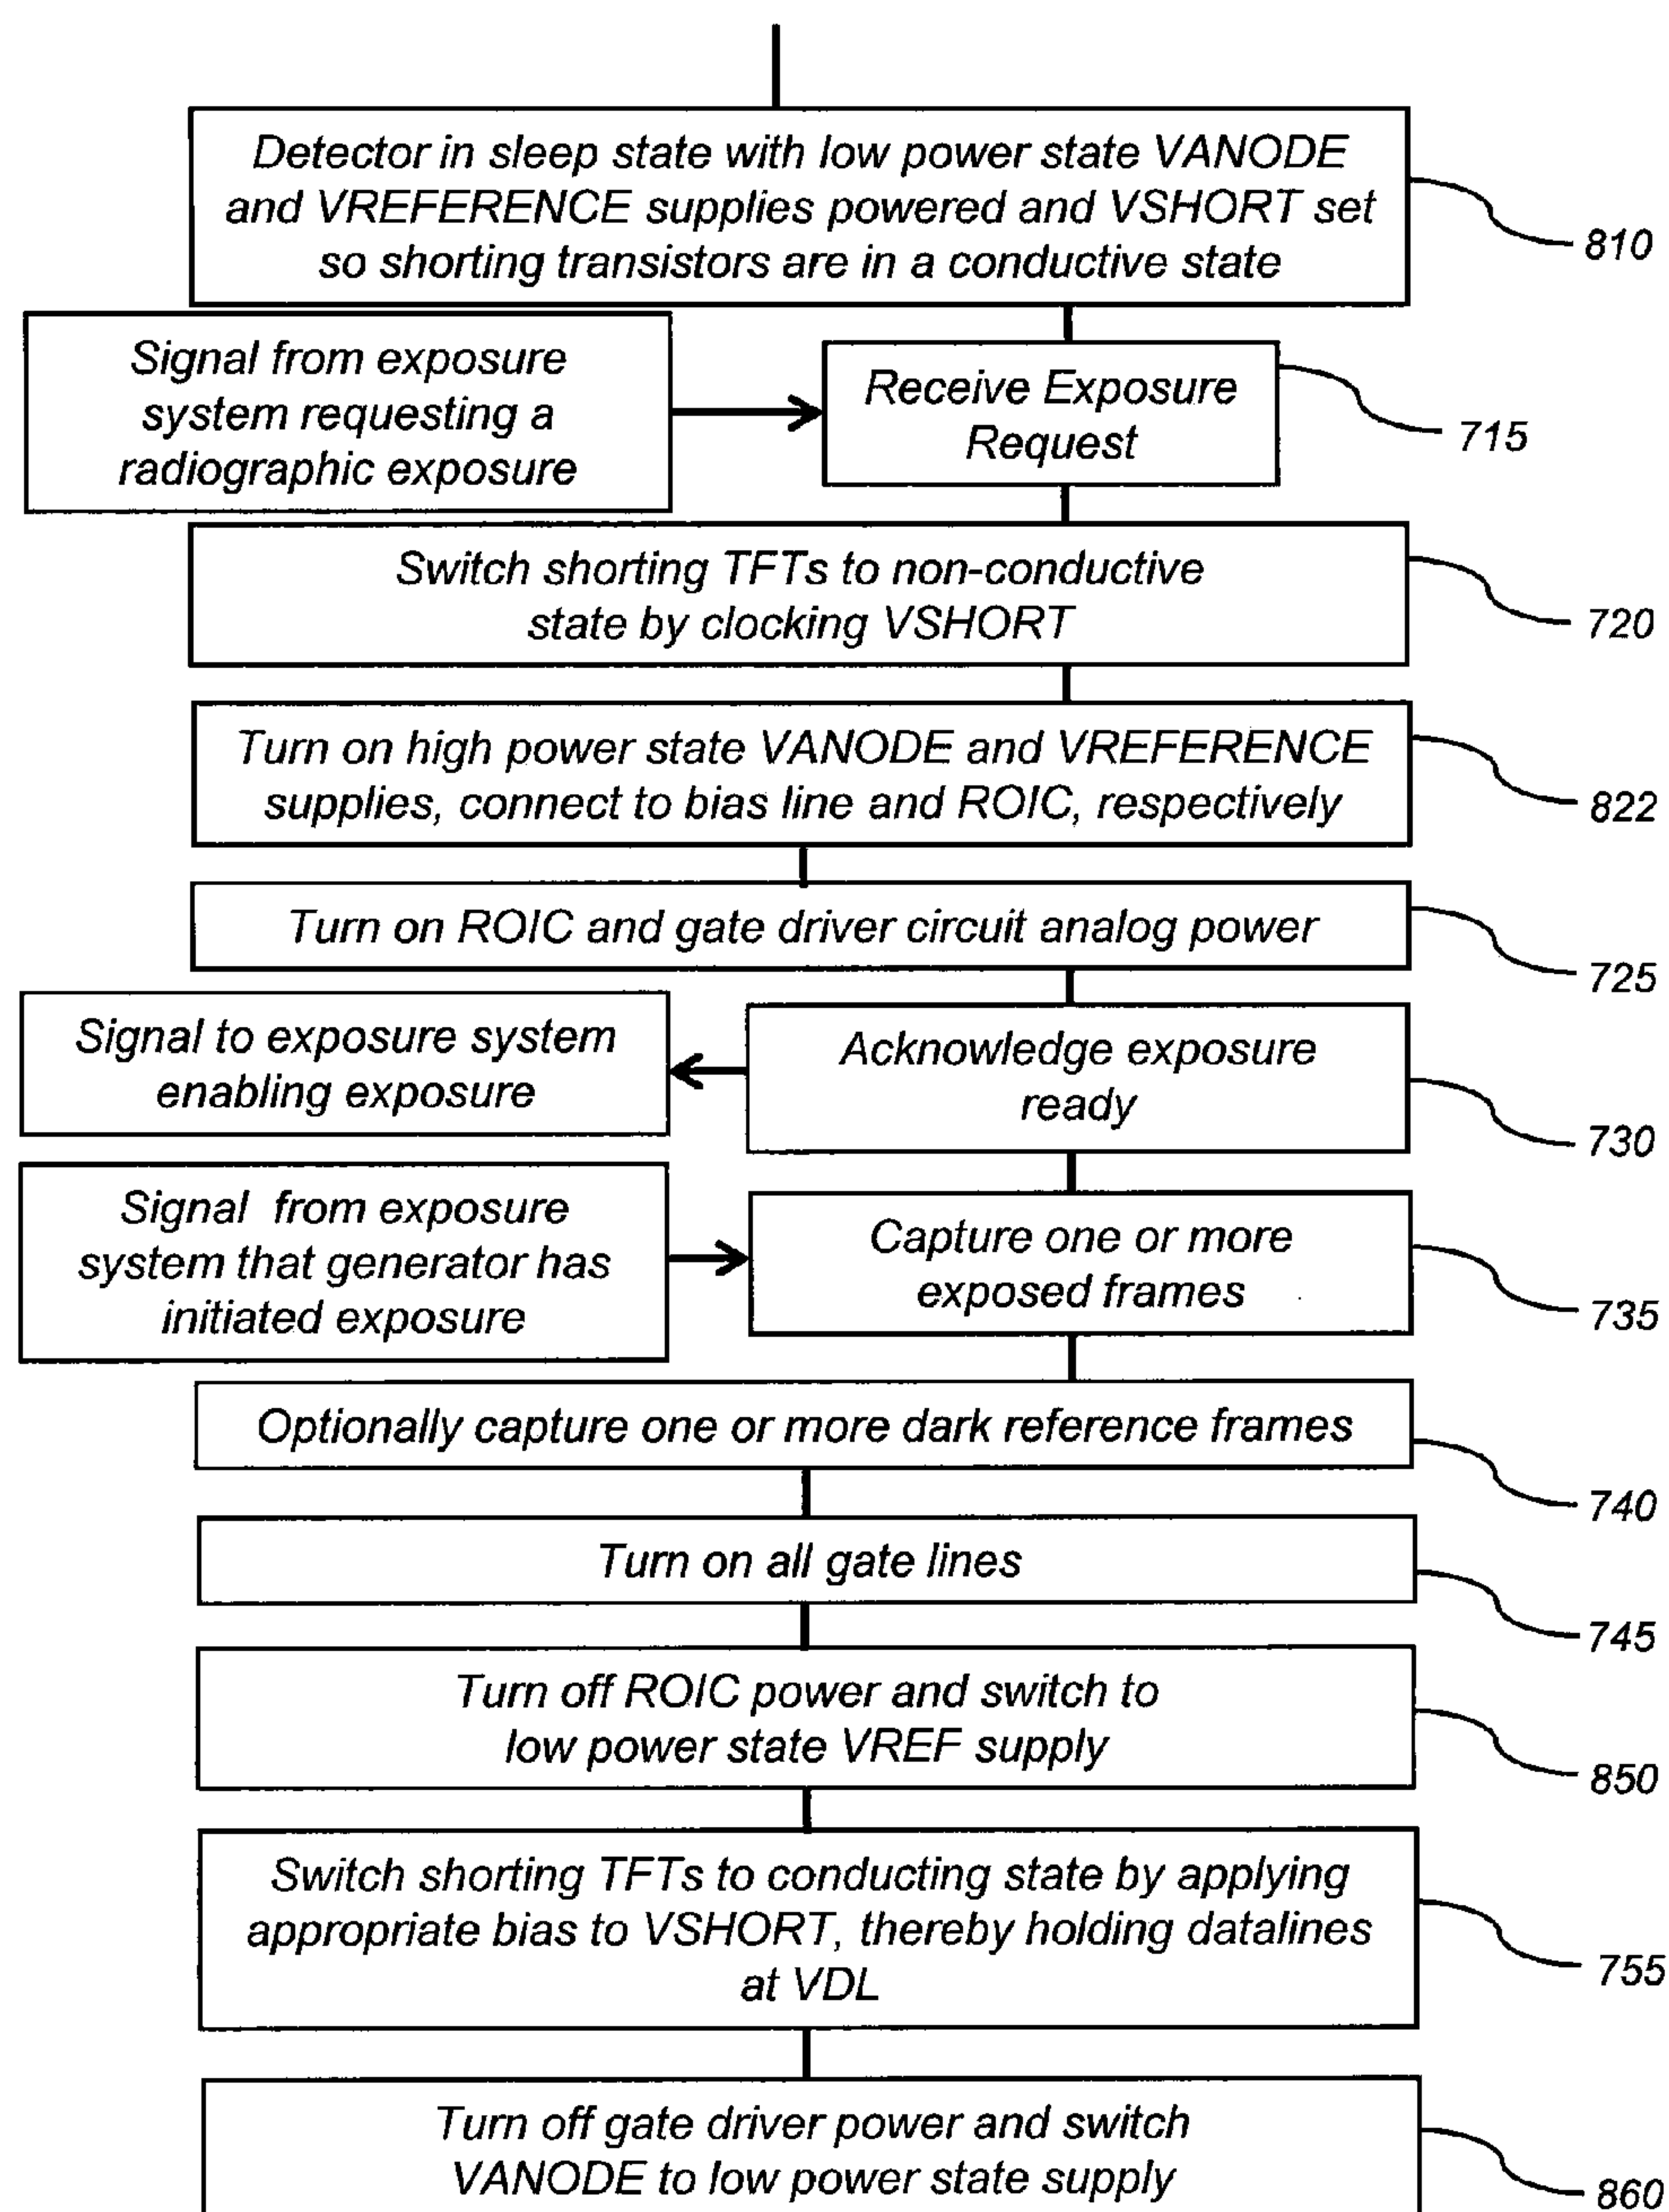 Detector in sleep state with low power state VANODE
and VREFERENCE supplies powered and VSHORT set
so shorting transistors are in a conductive state
810
Signal from exposure
system requesting a
radiographic exposure
Receive Exposure
Request
715
Switch shorting TFTs to non-conductive
state by clocking VSHORT
720
Turn on high power state VANODE and VREFERENCE
supplies, connect to bias line and ROIC, respectively
822
Turn on ROIC and gate driver circuit analog power
725
Signal to exposure system
enabling exposure
Acknowledge exposure
ready
730
Signal from exposure
system that generator has
initiated exposure
Capture one or more
exposed frames
735
Optionally capture one or more dark reference frames
740
Turn on all gate lines
745
Turn off ROIC power and switch to
low power state VREF supply
850
Switch shorting TFTs to conducting state by applying
appropriate bias to VSHORT, thereby holding datalines
at VDL
755
Turn off gate driver power and switch
VANODE to low power state supply
860